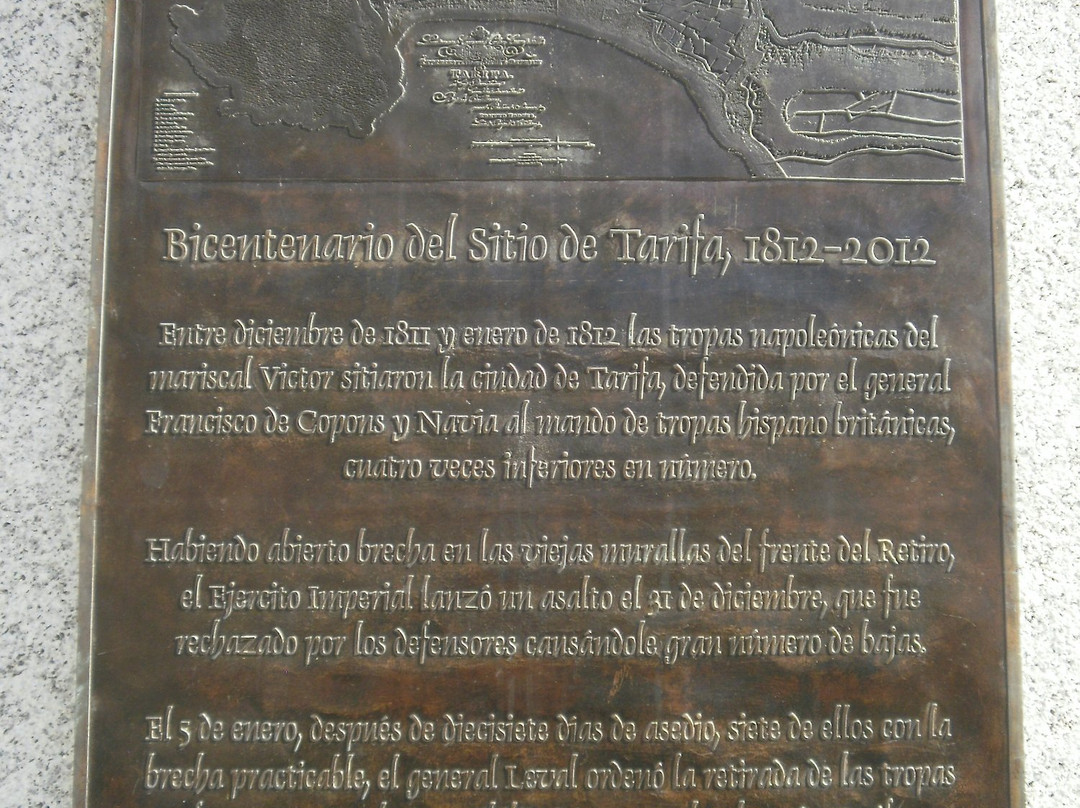 TARIFA.
Bicentenario del Sitio de Tarifa, 1812-2012
Entre diciembre de 1811 y enero de 1812 las tropas napoleónicas del
mariscal Victor sitiaron la ciudad de Tarifa, defendida por el general
Francisco de Copons y Navia al mando de tropas hispano británicas,
cuatro veces inferiores en número.
Habiendo abierto brecha en las viejas murallas del frente del Retiro,
el Ejercito Imperial lanzó un asalto el 31 de diciembre, que fue
rechazado por los defensores causándole gran número de bajas.
El 5 de enero, después de diecisiete dias de asedio, siete de ellos con la
brecha practicable, el general Leval ordenó la retirada de las tropas